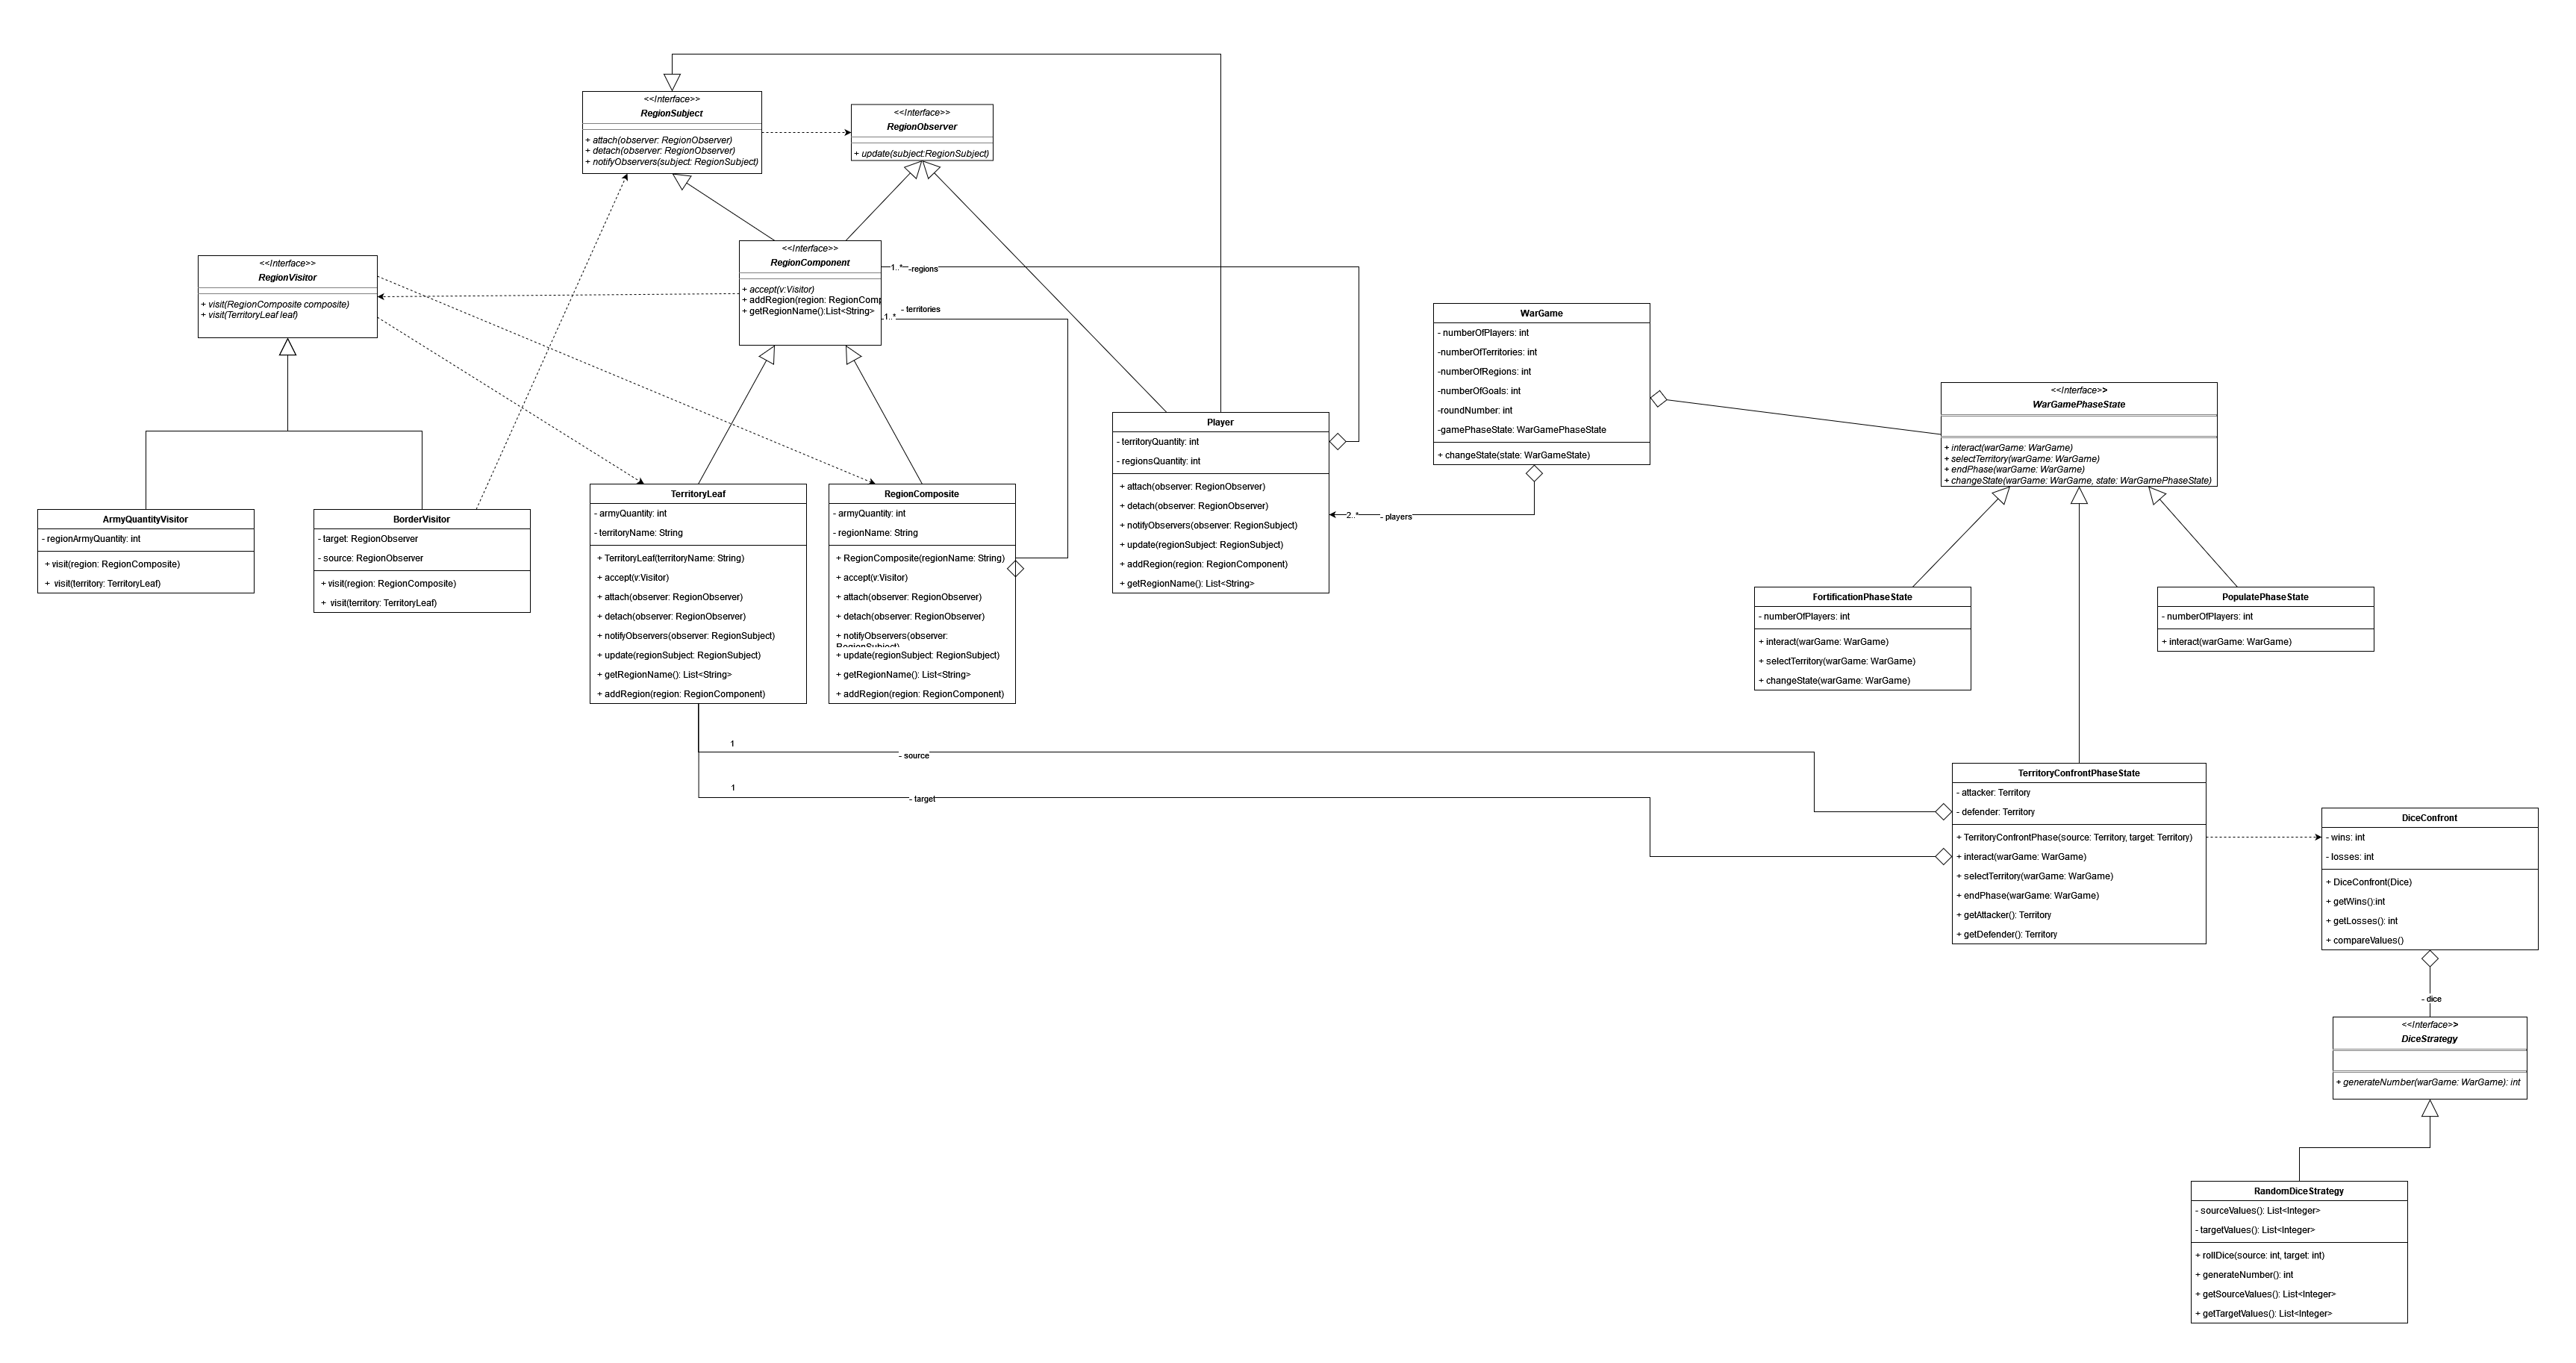 <<Interface>>
RegionSubject
+ attach(observer: RegionObserver)
+ detach(observer: RegionObserver)
+ notifyObservers(subject: RegionSubject)
<<Interface>>
RegionObserver
+ update(subject:RegionSubject)
<<Interface>>
RegionVisitor
+ visit(RegionComposite composite)
+ visit(TerritoryLeaf leaf)
<<Interface>>
RegionComponent
+ accept(v:Visitor)
+ addRegion(region: RegionComp
+ getRegionName():List<String>
1..*
-regions
- territories
1..*
WarGame
- numberOfPlayers: int
-numberOfTerritories: int
-numberOfRegions: int
-numberOfGoals: int
-roundNumber: int
-gamePhaseState: WarGamePhaseState
+ changeState(state: WarGameState)
<<Interface>>
WarGamePhaseState
+ interact(warGame: WarGame)
+ selectTerritory(warGame: WarGame)
+ endPhase(warGame: WarGame)
+ changeState(warGame: WarGame, state: WarGamePhaseState)
Player
- territoryQuantity: int
- regionsQuantity: int
+ attach(observer: RegionObserver)
+ detach(observer: RegionObserver)
+ notifyObservers(observer: RegionSubject)
+ update(regionSubject: RegionSubject)
+ addRegion(region: RegionComponent)
+ getRegionName(): List<String>
2..*
- players
ArmyQuantityVisitor
- regionArmyQuantity: int
+ visit(region: RegionComposite)
+ visit(territory: TerritoryLeaf)
BorderVisitor
- target: RegionObserver
- source: RegionObserver
+ visit(region: RegionComposite)
+ visit(territory: TerritoryLeaf)
TerritoryLeaf
- armyQuantity: int
- territoryName: String
+ TerritoryLeaf(territoryName: String)
+ accept(v:Visitor)
+ attach(observer: RegionObserver)
+ detach(observer: RegionObserver)
+ notifyObservers(observer: RegionSubject)
+ update(regionSubject: RegionSubject)
+ getRegionName(): List<String>
+ addRegion(region: RegionComponent)
RegionComposite
- armyQuantity: int
- regionName: String
+ RegionComposite(regionName: String)
+ accept(v:Visitor)
+ attach(observer: RegionObserver)
+ detach(observer: RegionObserver)
+ notifyObservers(observer:
RegionSubject)
+ update(regionSubject: RegionSubject)
+ getRegionName(): List<String>
+ addRegion(region: RegionComponent)
FortificationPhaseState
- numberOfPlayers: int
+ interact(warGame: WarGame)
+ selectTerritory(warGame: WarGame)
+ changeState(warGame: WarGame)
PopulatePhaseState
- numberOfPlayers: int
+ interact(warGame: WarGame)
1
- source
1
- target
TerritoryConfrontPhaseState
- attacker: Territory
- defender: Territory
+ TerritoryConfrontPhase(source: Territory, target: Territory)
+ interact(warGame: WarGame)
+ selectTerritory(warGame: WarGame)
+ endPhase(warGame: WarGame)
+ getAttacker(): Territory
+ getDefender(): Territory
DiceConfront
- wins: int
- losses: int
+ DiceConfront(Dice)
+ getWins():int
+ getLosses(): int
+ compareValues()
- dice
<<Interface>>
DiceStrategy
+ generateNumber(warGame: WarGame): int
RandomDiceStrategy
- sourceValues(): List<Integer>
- targetValues(): List<Integer>
+ rollDice(source: int, target: int)
+ generateNumber(): int
+ getSourceValues(): List<Integer>
+ getTargetValues(): List<Integer>